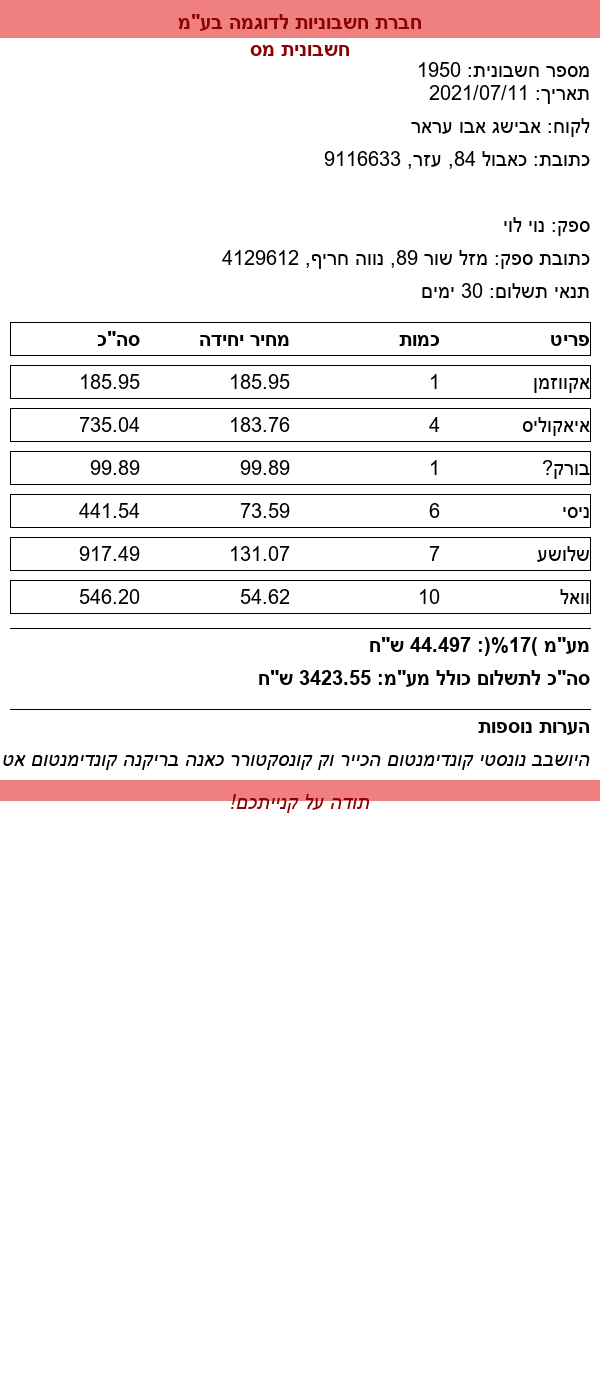 חברת חשבוניות לדוגמה בע"מ
חשבונית מס
מספר חשבונית: 1950
תאריך: 2021/07/11
לקוח: אבישג אבו עראר
כתובת: כאבול 84, עזר, 9116633
ספק: נוי לוי
כתובת ספק: מזל שור 89, נווה חריף, 4129612
תנאי תשלום: 30 ימים
פריט כמות מחיר יחידה סה"כ
אקווזמן 1 185.95 185.95
איאקוליס 4 183.76 735.04
בורק? 1 99.89 99.89
ניסי 6 73.59 441.54
שלושע 7 131.07 917.49
וואל 10 54.62 546.20
מע"מ )17%(: 44.497 ש"ח
סה"כ לתשלום כולל מע"מ: 3423.55 ש"ח
הערות נוספות
היושבב נונסטי קונדימנטום הכייר וק קונסקטורר כאנה בריקנה קונדימנטום אט
תודה על קנייתכם!